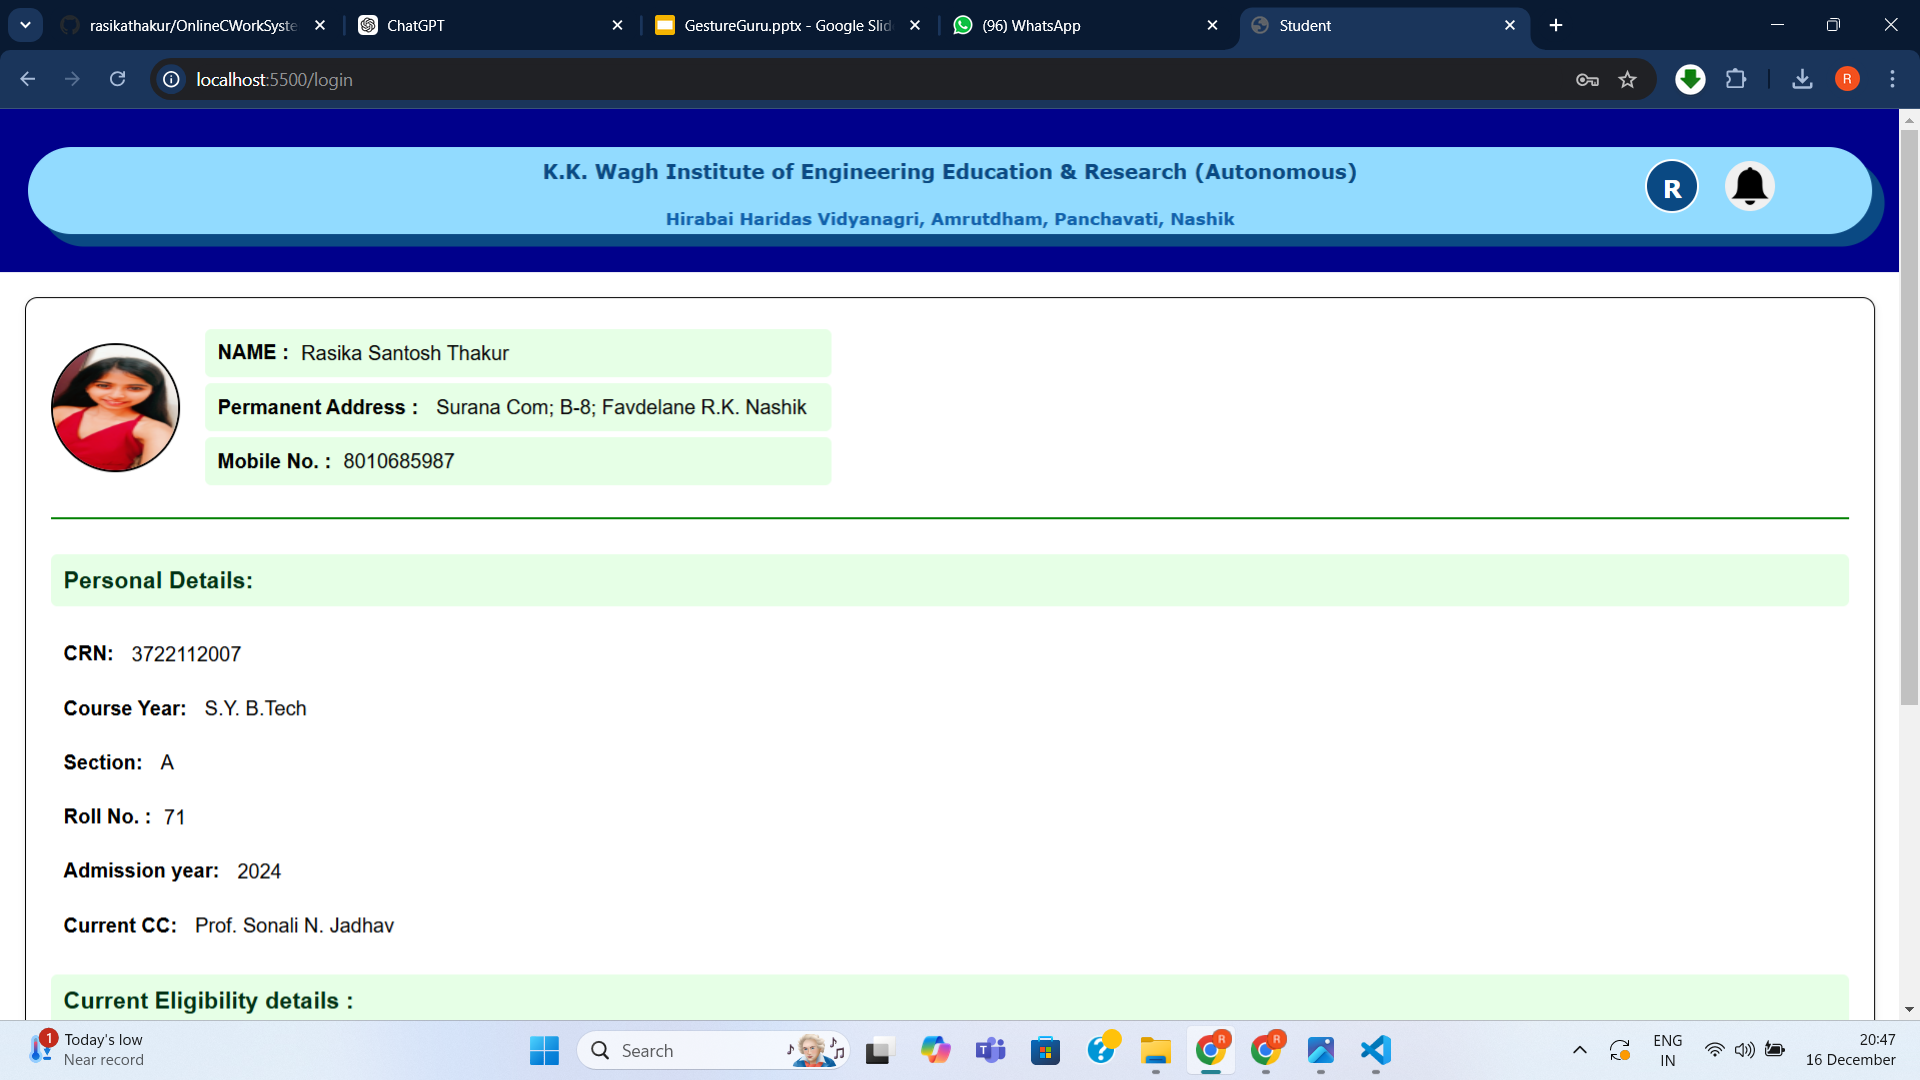 rasikathakur/OnlineCWorkSyste
ChatGPT
GestureGuru.pptx - Google Slid
(96) WhatsApp
Student
localhost:5500/login
R
K.K. Wagh Institute of Engineering Education & Research (Autonomous)
Hirabai Haridas Vidyanagri, Amrutdham, Panchavati, Nashik
R
NAME : Rasika Santosh Thakur
Permanent Address : Surana Com; B-8; Favdelane R.K. Nashik
Mobile No. : 8010685987
Personal Details:
CRN: 3722112007
Course Year: S.Y. B.Tech
Section: A
Roll No. : 71
Admission year: 2024
Current CC: Prof. Sonali N. Jadhav
Current Eligibility details :
1
Today's low
Near record
Search
R
R
ENG
IN
20:47
16 December